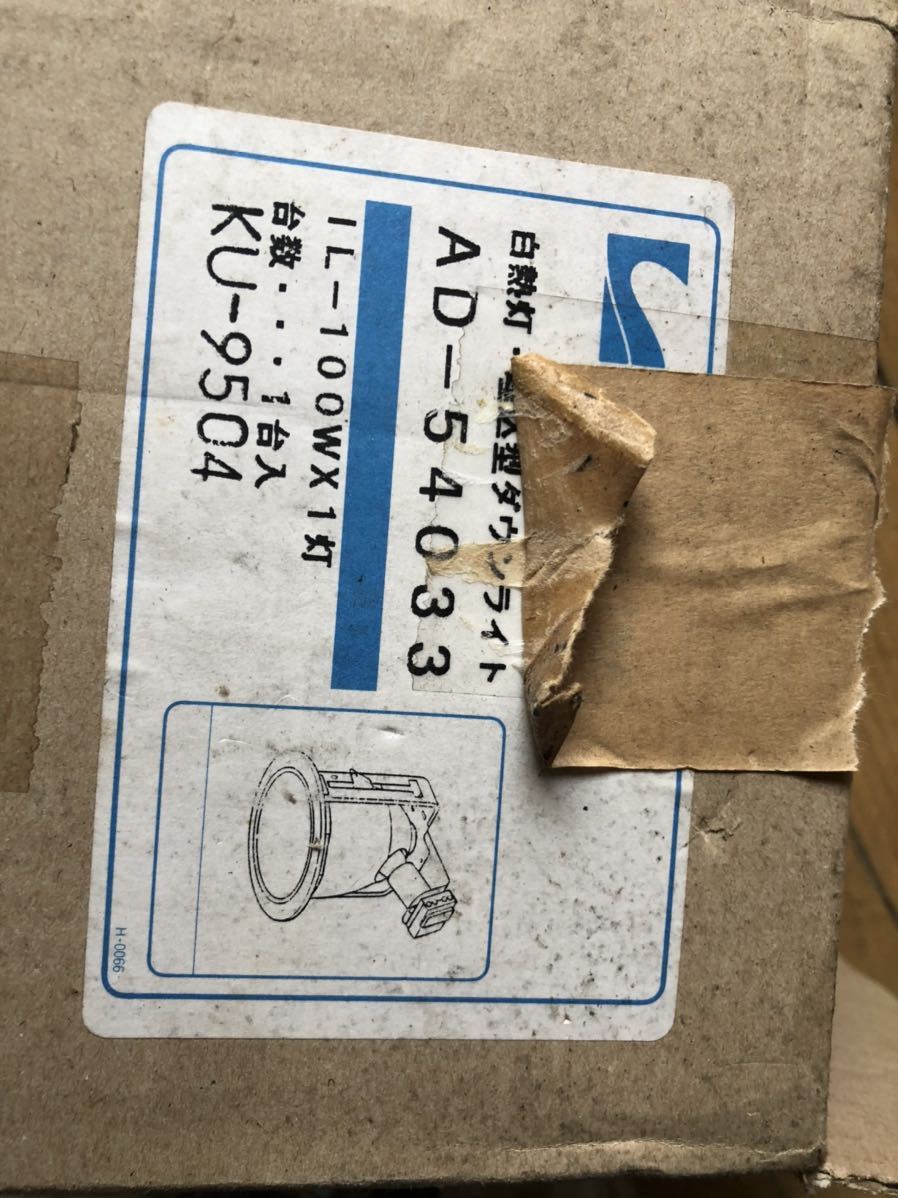 白熱灯・埋込型ダウンライト
AD-54033
IL-100WX1灯
台数・・・1台入
KU-9504
H-0066